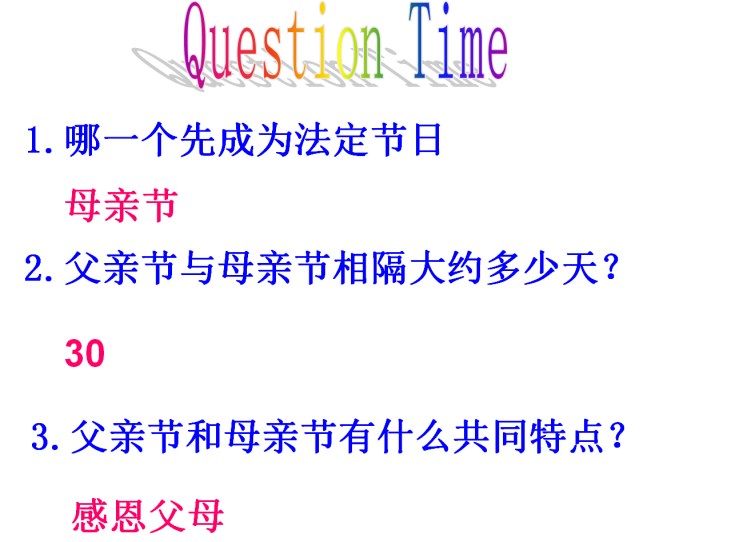 Question Time
1.哪一个先成为法定节日
母亲节
2.父亲节与母亲节相隔大约多少天？
30
3.父亲节和母亲节有什么共同特点？
感恩父母